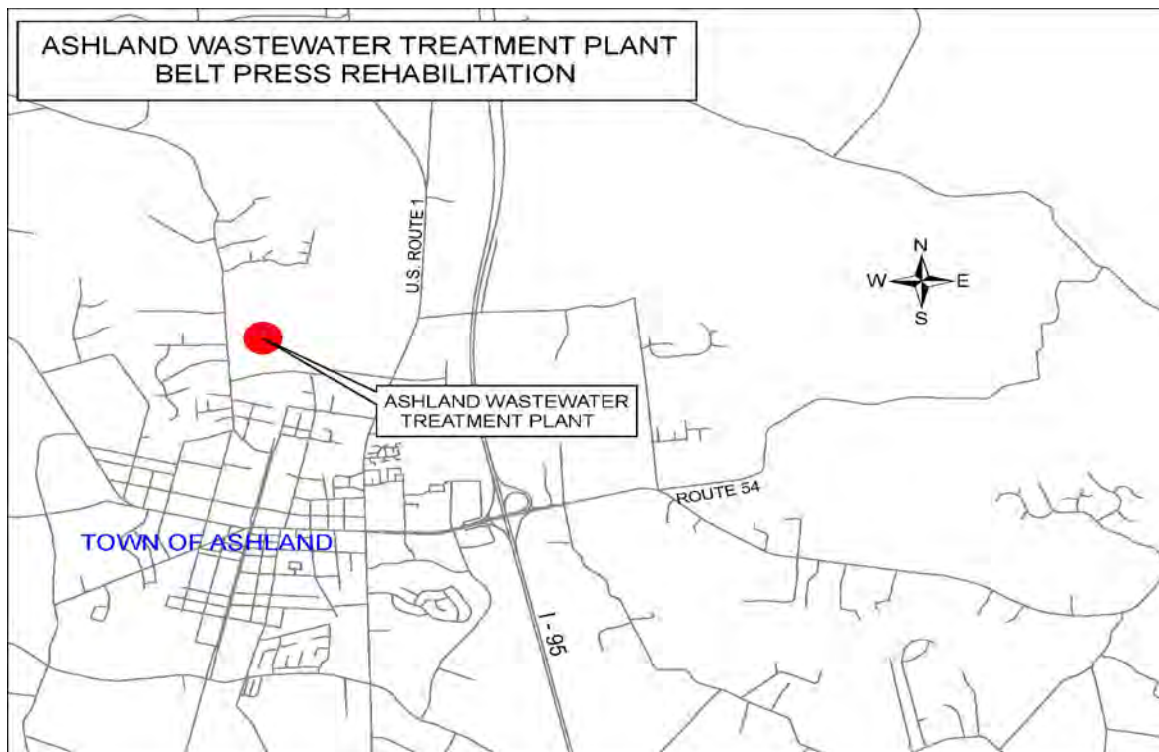 ASHLAND WASTEWATER TREATMENT PLANT
BELT PRESS REHABILITATION
U.S. ROUTE 1
N
W E
S
ASHLAND WASTEWATER
TREATMENT PLANT
ROUTE 54
TOWN OF ASHLAND
I - 95